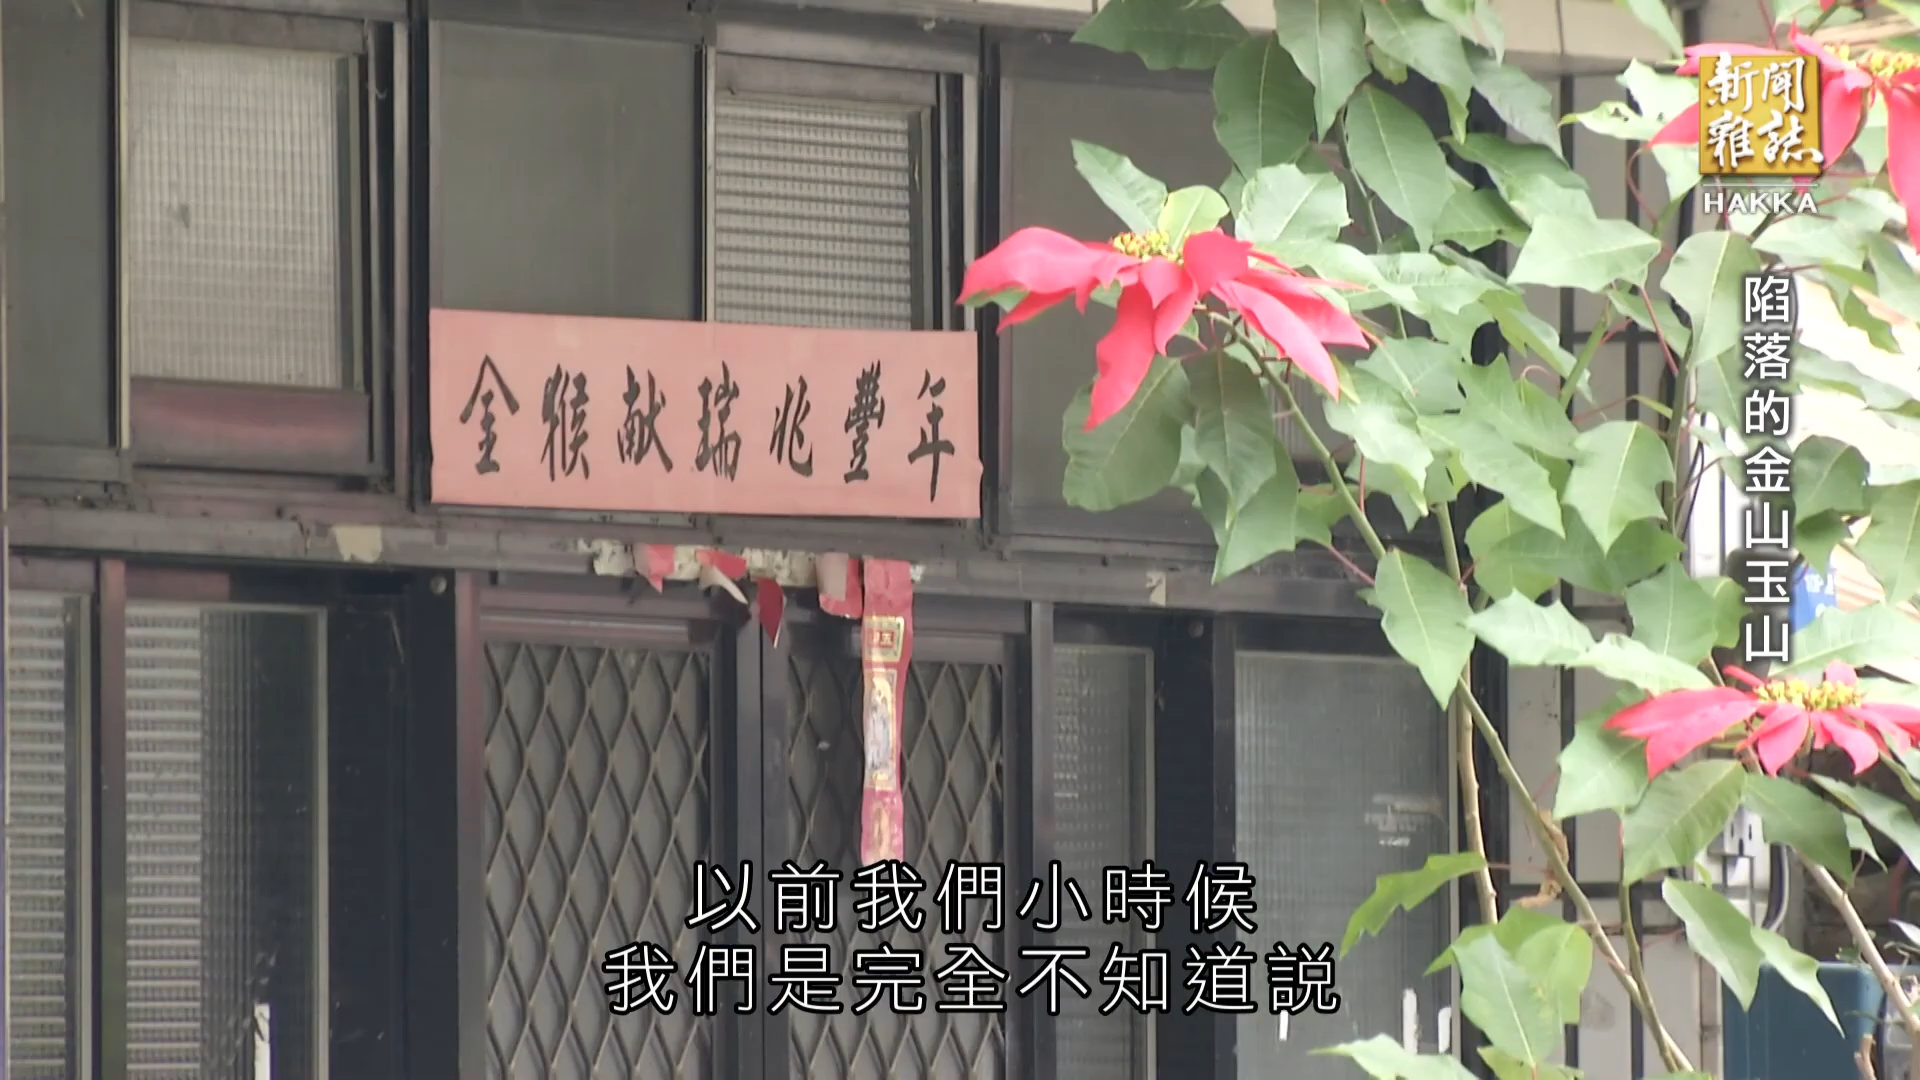 新聞
雜誌
HAKKA
陷落的金山玉山
金猴献瑞兆豐年
以前我們小時候
我們是完全不知道説